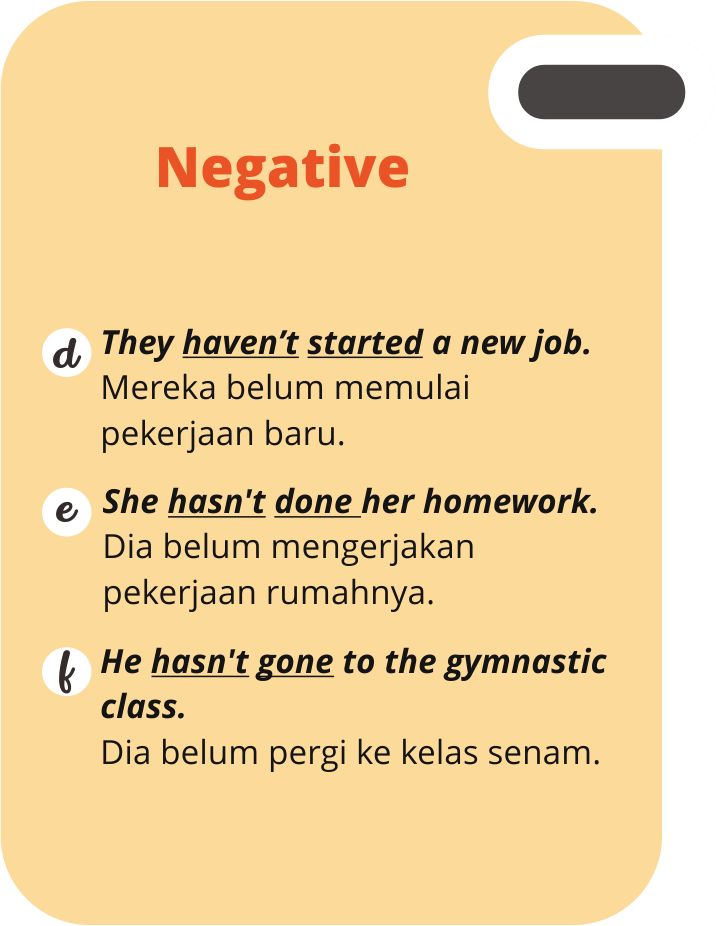 Negative
d They haven’t started a new job.
Mereka belum memulai
pekerjaan baru.
e She hasn't done her homework.
Dia belum mengerjakan
pekerjaan rumahnya.
f He hasn't gone to the gymnastic
class.
Dia belum pergi ke kelas senam.